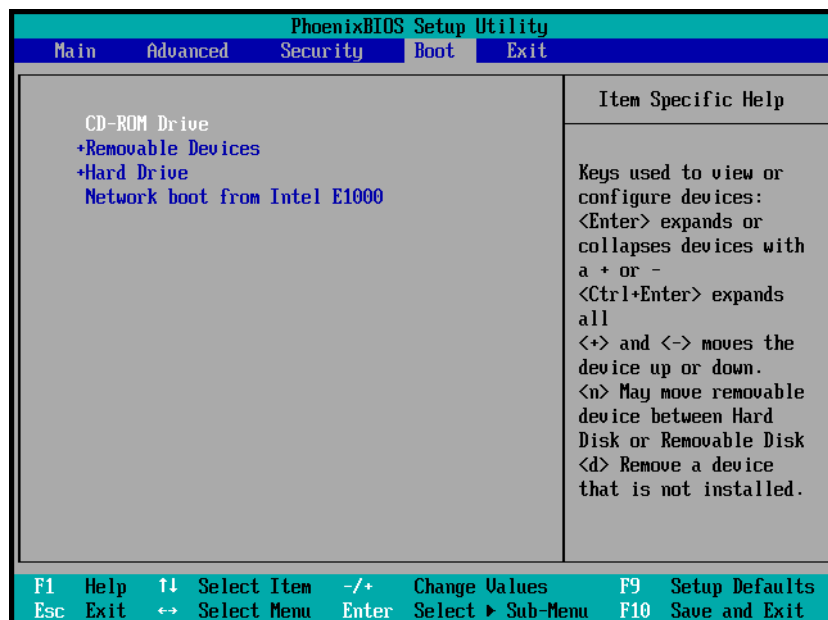 PhoenixBIOS Setup Utility
Main Advanced Security Boot Exit
CD-ROM Drive
+Removable Devices
+Hard Drive
Network boot from Intel E1000
Item Specific Help
Keys used to view or
configure devices:
<Enter> expands or
collapses devices with
a + or -
<Ctrl+Enter> expands
all
<+> and <-> moves the
device up or down.
<n> May move removable
device between Hard
Disk or Removable Disk
<d> Remove a device
that is not installed.
F1 Help ↑↓ Select Item -/+ Change Values F9 Setup Defaults
Esc Exit ↔ Select Menu Enter Select ▶ Sub-Menu F10 Save and Exit